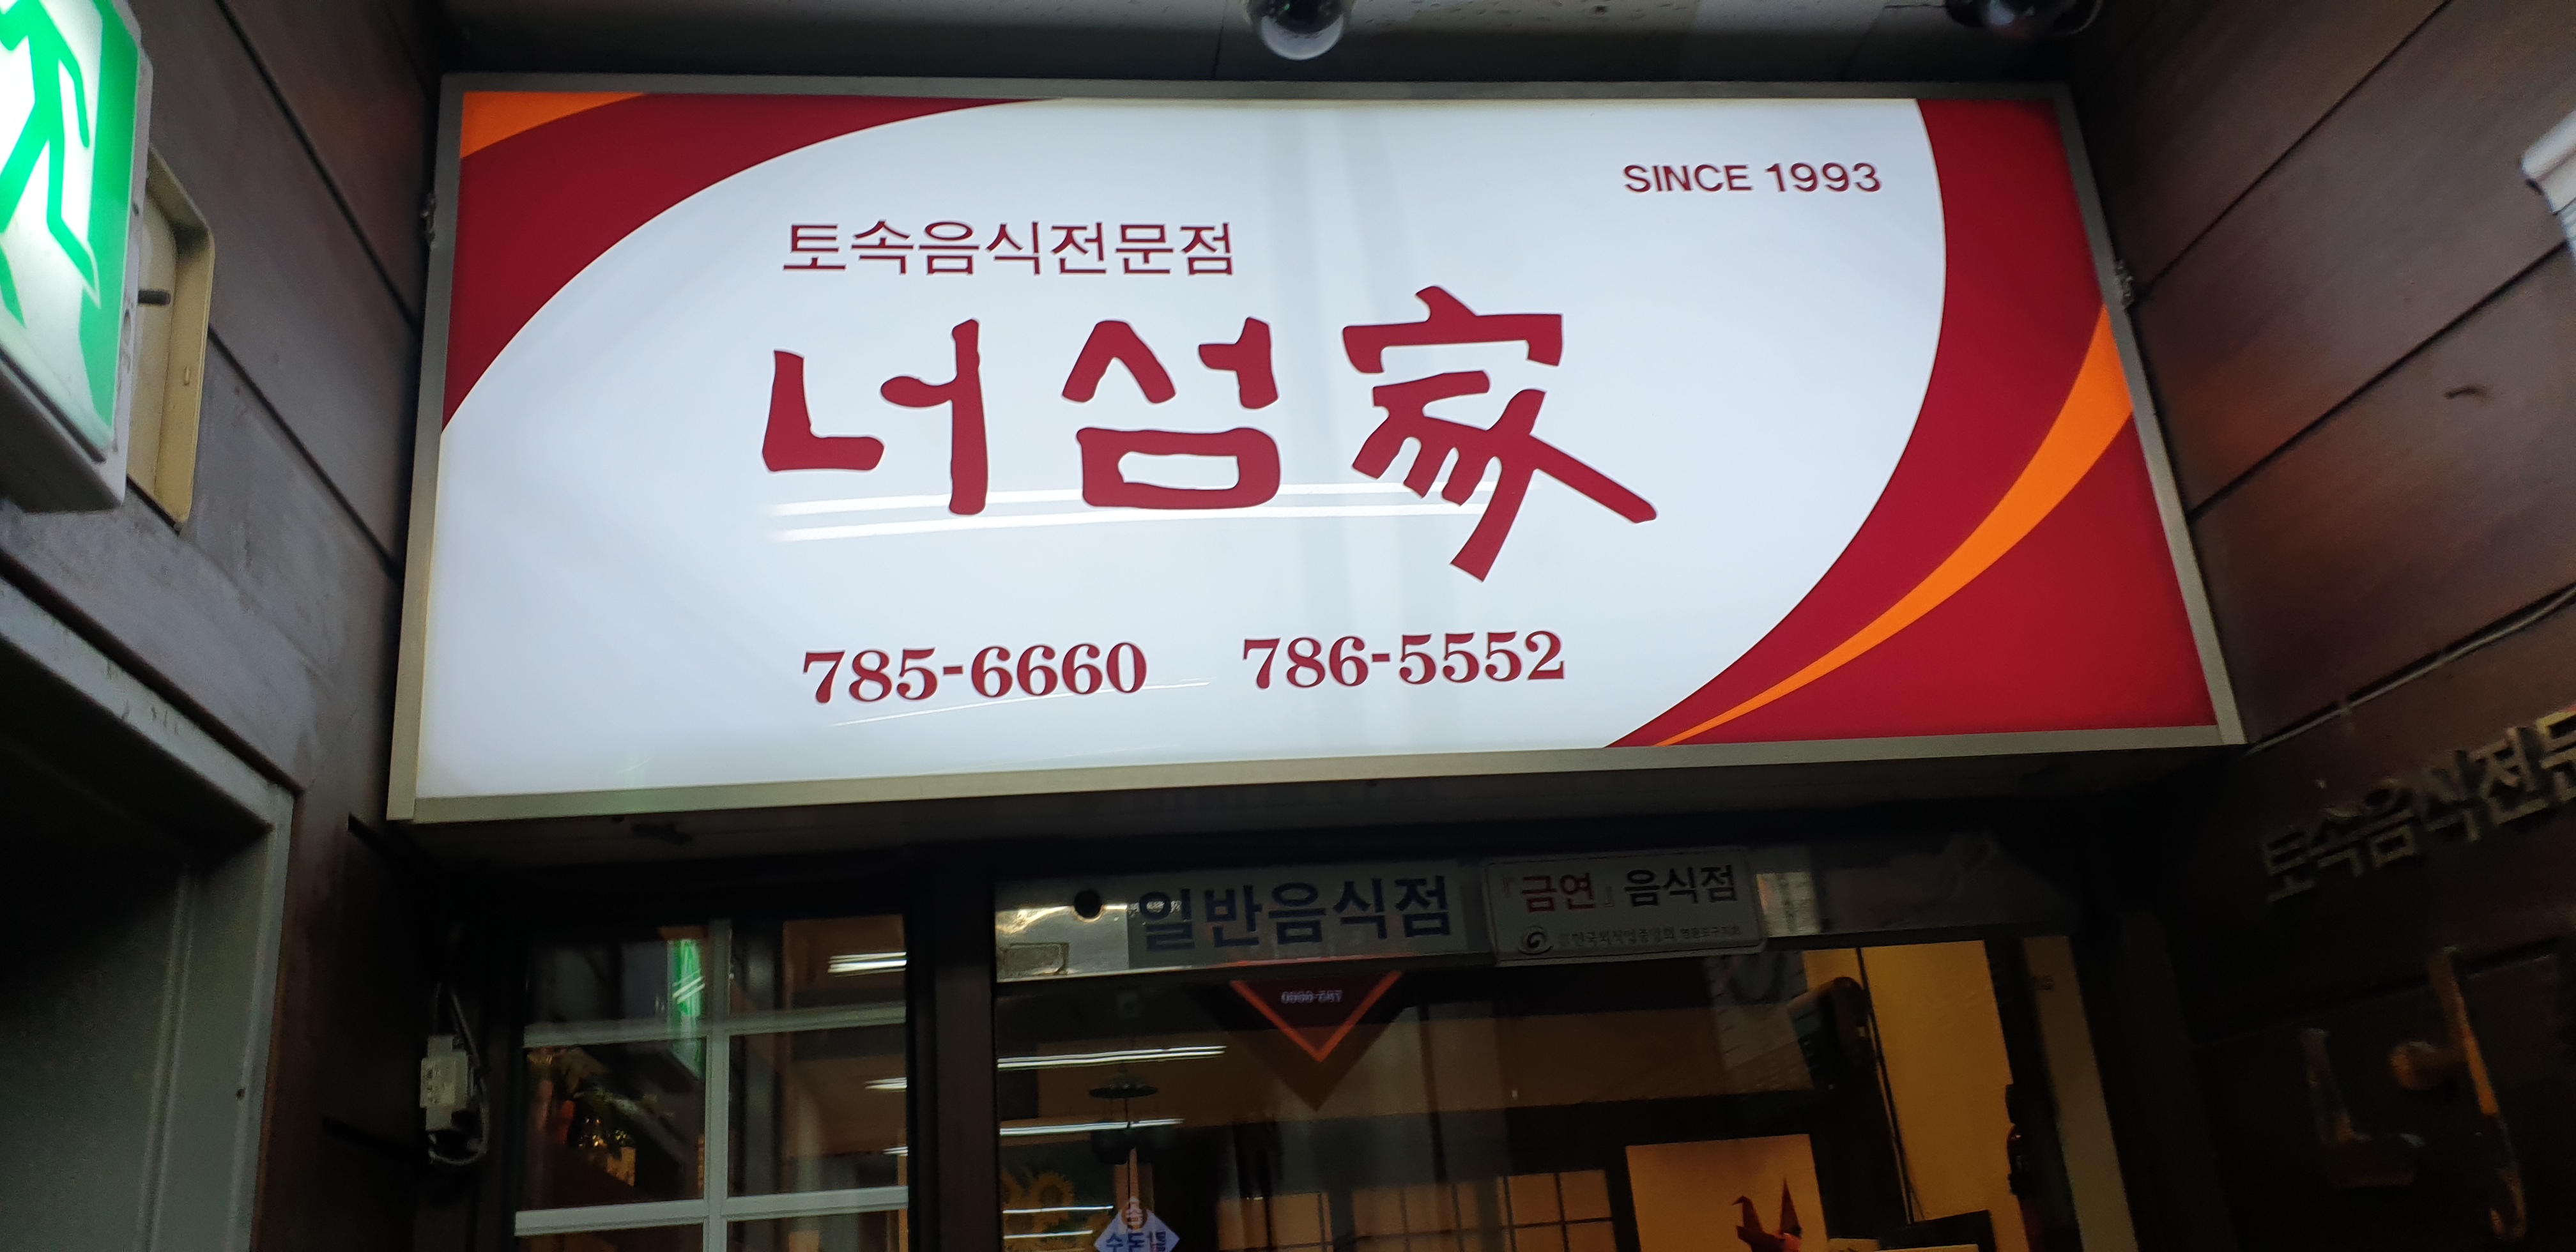 SINCE 1993
토속음식전문점
너섬家
785-6660 786-5552
일반음식점
『금연』 음식점
토속음식전문